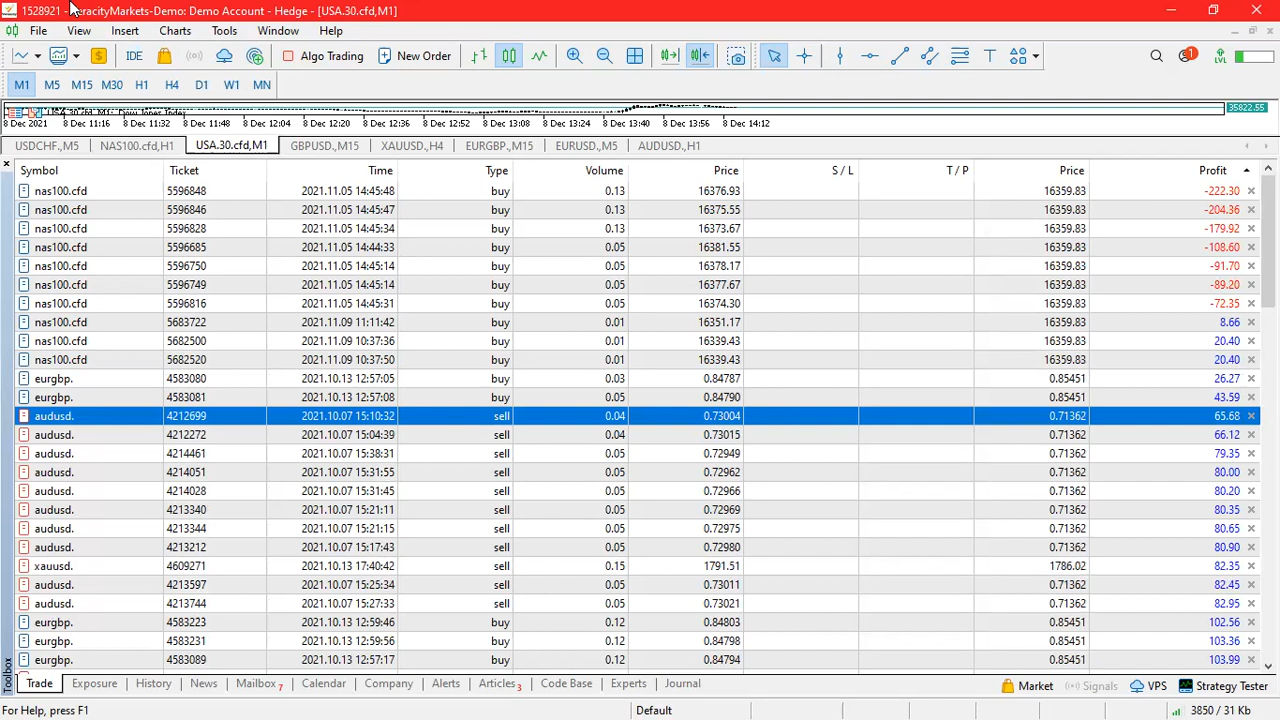 1528921 - VeracityMarkets-Demo: Demo Account - Hedge - [USA.30.cfd,M1]
File View Insert Charts Tools Window Help
IDE Algo Trading New Order 1 LVL
M1 M5 M15 M30 H1 H4 D1 W1 MN
USA.30.cfd,M1: Dow Jones Index 35822.55
8 Dec 2021 8 Dec 11:16 8 Dec 11:32 8 Dec 11:48 8 Dec 12:04 8 Dec 12:20 8 Dec 12:36 8 Dec 12:52 8 Dec 13:08 8 Dec 13:24 8 Dec 13:40 8 Dec 13:56 8 Dec 14:12
USDCHF.,M5 NAS100.cfd,H1 USA.30.cfd,M1 GBPUSD.,M15 XAUUSD.,H4 EURGBP.,M15 EURUSD.,M5 AUDUSD.,H1
Symbol Ticket Time Type Volume Price S / L T / P Price Profit
nas100.cfd 5596848 2021.11.05 14:45:48 buy 0.13 16376.93 16359.83 -222.30
nas100.cfd 5596846 2021.11.05 14:45:47 buy 0.13 16375.55 16359.83 -204.36
nas100.cfd 5596828 2021.11.05 14:45:34 buy 0.13 16373.67 16359.83 -179.92
nas100.cfd 5596685 2021.11.05 14:44:33 buy 0.05 16381.55 16359.83 -108.60
nas100.cfd 5596750 2021.11.05 14:45:14 buy 0.05 16378.17 16359.83 -91.70
nas100.cfd 5596749 2021.11.05 14:45:14 buy 0.05 16377.67 16359.83 -89.20
nas100.cfd 5596816 2021.11.05 14:45:31 buy 0.05 16374.30 16359.83 -72.35
nas100.cfd 5683722 2021.11.09 11:11:42 buy 0.01 16351.17 16359.83 8.66
nas100.cfd 5682500 2021.11.09 10:37:36 buy 0.01 16339.43 16359.83 20.40
nas100.cfd 5682520 2021.11.09 10:37:50 buy 0.01 16339.43 16359.83 20.40
eurgbp. 4583080 2021.10.13 12:57:05 buy 0.03 0.84787 0.85451 26.27
eurgbp. 4583081 2021.10.13 12:57:08 buy 0.05 0.84790 0.85451 43.59
audusd. 4212699 2021.10.07 15:10:32 sell 0.04 0.73004 0.71362 65.68
audusd. 4212272 2021.10.07 15:04:39 sell 0.04 0.73015 0.71362 66.12
audusd. 4214461 2021.10.07 15:38:31 sell 0.05 0.72949 0.71362 79.35
audusd. 4214051 2021.10.07 15:31:55 sell 0.05 0.72962 0.71362 80.00
audusd. 4214028 2021.10.07 15:31:45 sell 0.05 0.72966 0.71362 80.20
audusd. 4213340 2021.10.07 15:21:11 sell 0.05 0.72969 0.71362 80.35
audusd. 4213344 2021.10.07 15:21:15 sell 0.05 0.72975 0.71362 80.65
audusd. 4213212 2021.10.07 15:17:43 sell 0.05 0.72980 0.71362 80.90
xauusd. 4609271 2021.10.13 17:40:42 sell 0.15 1791.51 1786.02 82.35
audusd. 4213597 2021.10.07 15:25:34 sell 0.05 0.73011 0.71362 82.45
audusd. 4213744 2021.10.07 15:27:33 sell 0.05 0.73021 0.71362 82.95
eurgbp. 4583223 2021.10.13 12:59:46 buy 0.12 0.84803 0.85451 102.56
eurgbp. 4583231 2021.10.13 12:59:56 buy 0.12 0.84798 0.85451 103.36
eurgbp. 4583089 2021.10.13 12:57:17 buy 0.12 0.84794 0.85451 103.99
Toolbox
Trade Exposure History News Mailbox 7 Calendar Company Alerts Articles 3 Code Base Experts Journal Market Signals VPS Strategy Tester
For Help, press F1 Default 3850 / 31 Kb